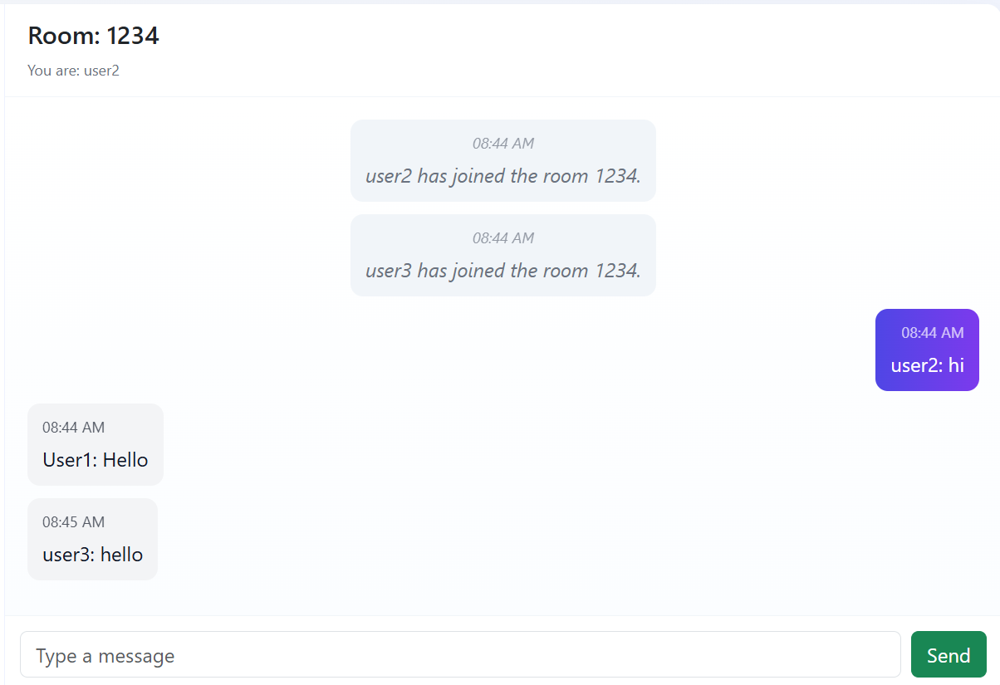 Room: 1234
You are: user2
08:44 AM
user2 has joined the room 1234.
08:44 AM
user3 has joined the room 1234.
08:44 AM
user2: hi
08:44 AM
User1: Hello
08:45 AM
user3: hello
Type a message
Send